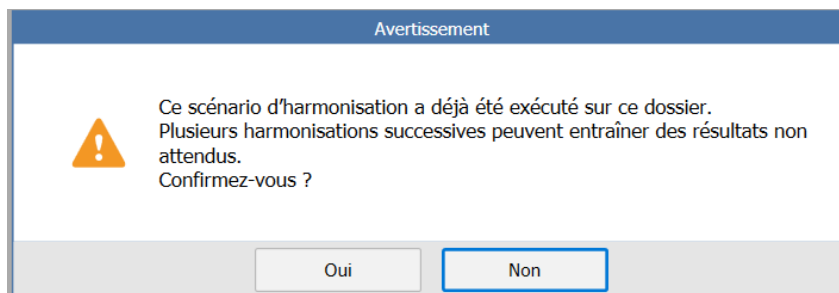 Avertissement
Ce scénario d'harmonisation a déjà été exécuté sur ce dossier.
Plusieurs harmonisations successives peuvent entraîner des résultats non
attendus.
Confirmez-vous ?
Oui
Non